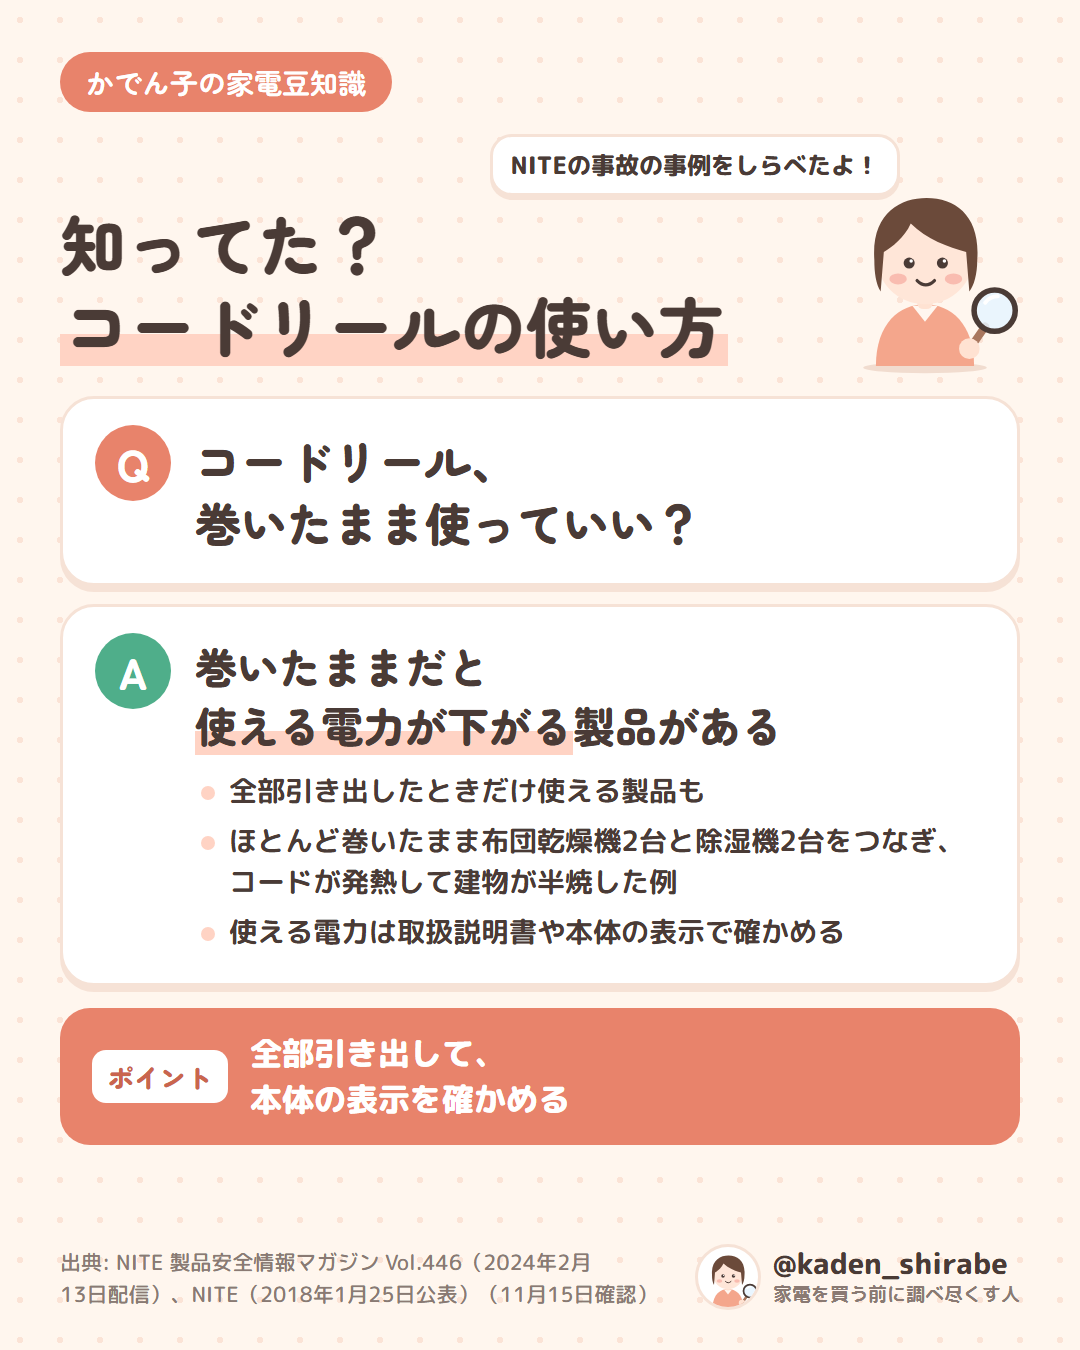 かでん子の家電豆知識
NITEの事故の事例をしらべたよ！
知ってた？
コードリールの使い方
Q
コードリール、
巻いたまま使っていい？
A
巻いたままだと
使える電力が下がる製品がある
全部引き出したときだけ使える製品も
ほとんど巻いたまま布団乾燥機2台と除湿機2台をつなぎ、
コードが発熱して建物が半焼した例
使える電力は取扱説明書や本体の表示で確かめる
ポイント
全部引き出して、
本体の表示を確かめる
出典: NITE 製品安全情報マガジン Vol.446（2024年2月
13日配信）、NITE（2018年1月25日公表）（11月15日確認）
@kaden_shirabe
家電を買う前に調べ尽くす人